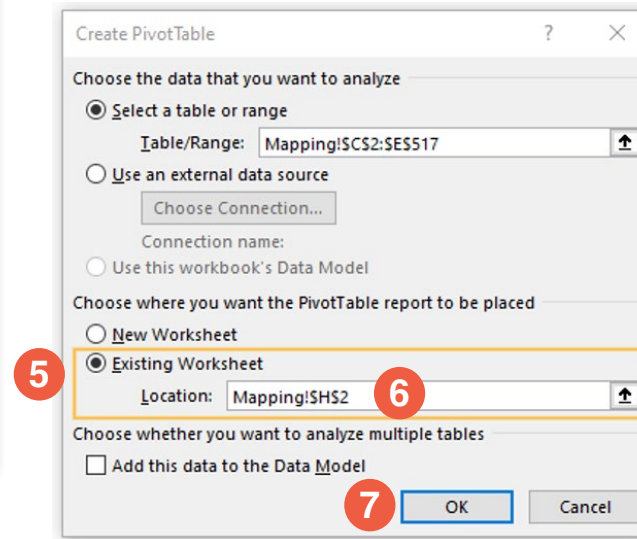 Create PivotTable ?
Choose the data that you want to analyze
Select a table or range
Table/Range: Mapping!$C$2:$E$517
Use an external data source
Choose Connection...
Connection name:
Use this workbook's Data Model
Choose where you want the PivotTable report to be placed
New Worksheet
5 Existing Worksheet
Location: Mapping!$H$2 6
Choose whether you want to analyze multiple tables
Add this data to the Data Model
7 OK Cancel